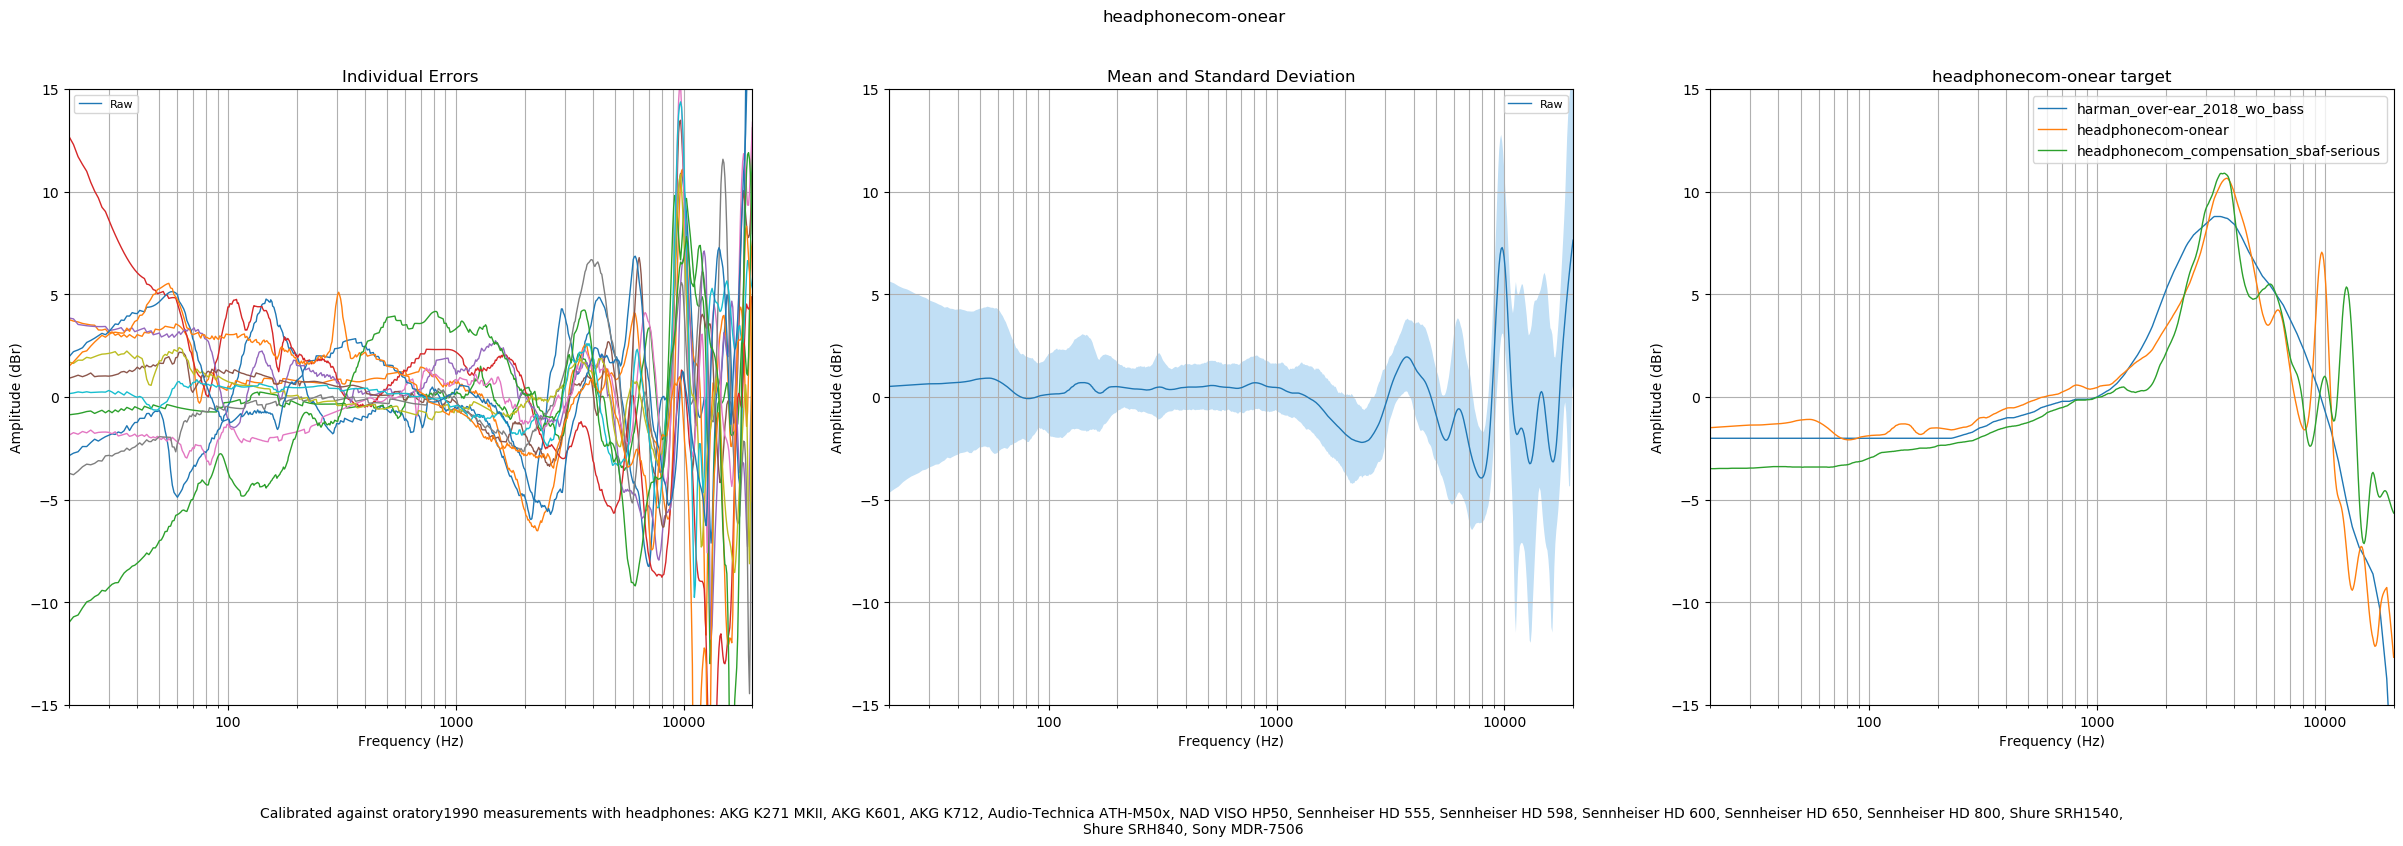 headphonecom-onear
Individual Errors
15
10
5
0
−5
−10
−15
Amplitude (dBr)
100
1000
10000
Frequency (Hz)
Raw
Mean and Standard Deviation
15
10
5
0
−5
−10
−15
Amplitude (dBr)
100
1000
10000
Frequency (Hz)
Raw
headphonecom-onear target
15
10
5
0
−5
−10
−15
Amplitude (dBr)
100
1000
10000
Frequency (Hz)
harman_over-ear_2018_wo_bass
headphonecom-onear
headphonecom_compensation_sbaf-serious
Calibrated against oratory1990 measurements with headphones: AKG K271 MKII, AKG K601, AKG K712, Audio-Technica ATH-M50x, NAD VISO HP50, Sennheiser HD 555, Sennheiser HD 598, Sennheiser HD 600, Sennheiser HD 650, Sennheiser HD 800, Shure SRH1540,
Shure SRH840, Sony MDR-7506